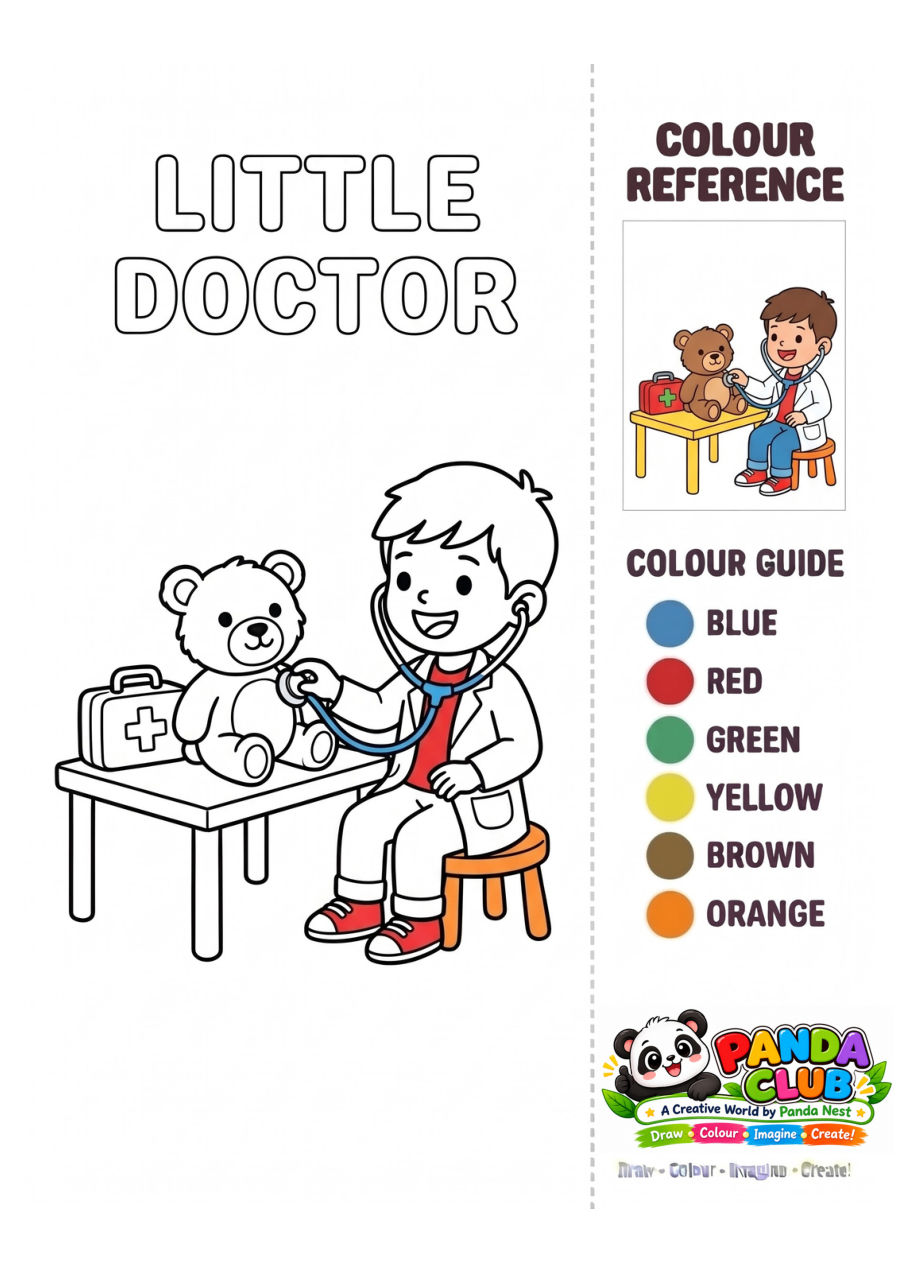 LITTLE
DOCTOR
COLOUR
REFERENCE
COLOUR GUIDE
BLUE
RED
GREEN
YELLOW
BROWN
ORANGE
PANDA
CLUB
A Creative World by Panda Nest
Draw • Colour • Imagine • Create!
Create!